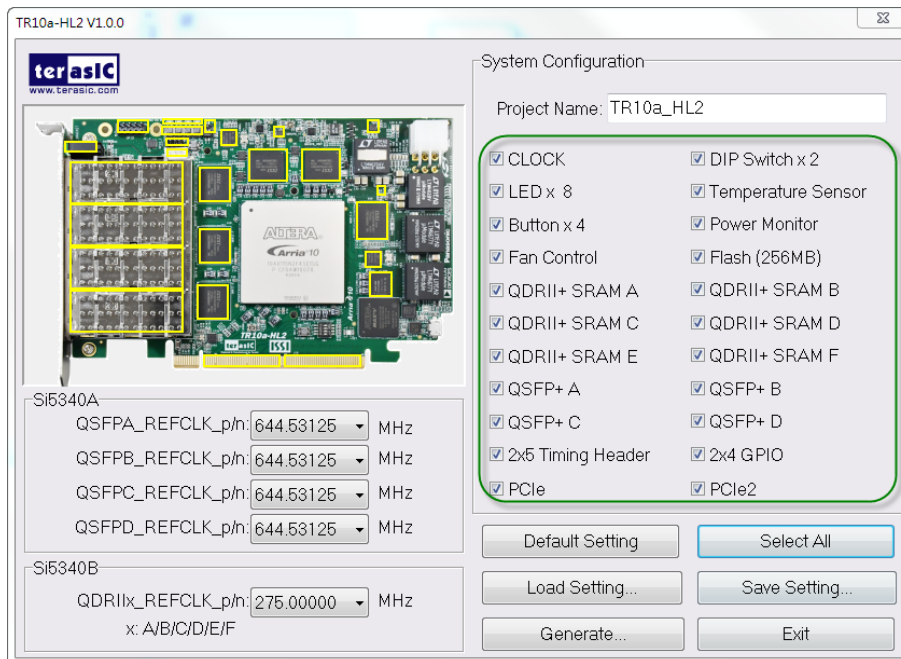 TR10a-HL2 V1.0.0
terasIC
www.terasic.com
ALTERA
Arria 10
TR10a-HL2
terasIC ISSI
Si5340A
QSFPA_REFCLK_p/n: 644.53125 MHz
QSFPB_REFCLK_p/n: 644.53125 MHz
QSFPC_REFCLK_p/n: 644.53125 MHz
QSFPD_REFCLK_p/n: 644.53125 MHz
Si5340B
QDRIIx_REFCLK_p/n: 275.00000 MHz
x: A/B/C/D/E/F
System Configuration
Project Name: TR10a_HL2
CLOCK DIP Switch x 2
LED x 8 Temperature Sensor
Button x 4 Power Monitor
Fan Control Flash (256MB)
QDRII+ SRAM A QDRII+ SRAM B
QDRII+ SRAM C QDRII+ SRAM D
QDRII+ SRAM E QDRII+ SRAM F
QSFP+ A QSFP+ B
QSFP+ C QSFP+ D
2x5 Timing Header 2x4 GPIO
PCIe PCIe2
Default Setting Select All
Load Setting... Save Setting...
Generate... Exit